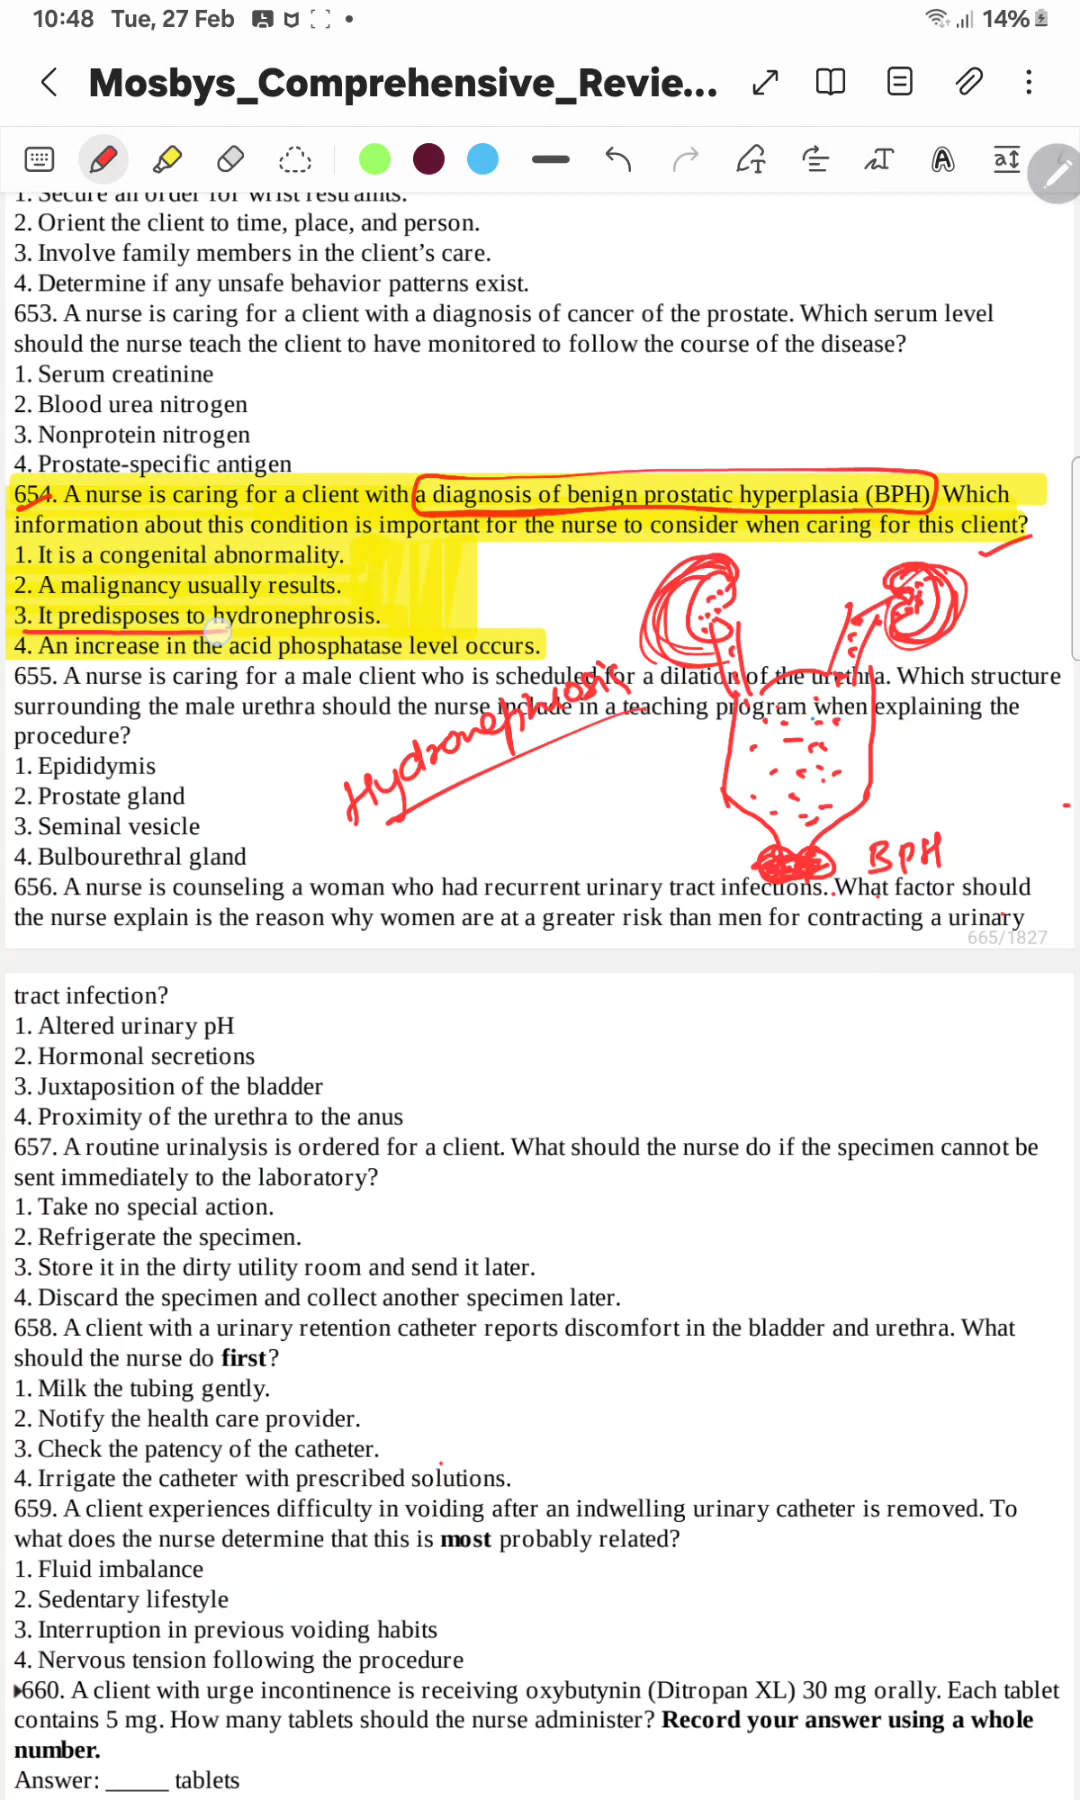 10:48 Tue, 27 Feb 14%
Mosbys_Comprehensive_Revie...
1. Secure an order for wrist restraints.
2. Orient the client to time, place, and person.
3. Involve family members in the client’s care.
4. Determine if any unsafe behavior patterns exist.
653. A nurse is caring for a client with a diagnosis of cancer of the prostate. Which serum level
should the nurse teach the client to have monitored to follow the course of the disease?
1. Serum creatinine
2. Blood urea nitrogen
3. Nonprotein nitrogen
4. Prostate-specific antigen
654. A nurse is caring for a client with a diagnosis of benign prostatic hyperplasia (BPH). Which
information about this condition is important for the nurse to consider when caring for this client?
1. It is a congenital abnormality.
2. A malignancy usually results.
3. It predisposes to hydronephrosis.
4. An increase in the acid phosphatase level occurs.
655. A nurse is caring for a male client who is scheduled for a dilation of the urethra. Which structure
surrounding the male urethra should the nurse include in a teaching program when explaining the
procedure?
Hydronephrosis
1. Epididymis
2. Prostate gland
3. Seminal vesicle
4. Bulbourethral gland
BPH
656. A nurse is counseling a woman who had recurrent urinary tract infections. What factor should
the nurse explain is the reason why women are at a greater risk than men for contracting a urinary
665/1827
tract infection?
1. Altered urinary pH
2. Hormonal secretions
3. Juxtaposition of the bladder
4. Proximity of the urethra to the anus
657. A routine urinalysis is ordered for a client. What should the nurse do if the specimen cannot be
sent immediately to the laboratory?
1. Take no special action.
2. Refrigerate the specimen.
3. Store it in the dirty utility room and send it later.
4. Discard the specimen and collect another specimen later.
658. A client with a urinary retention catheter reports discomfort in the bladder and urethra. What
should the nurse do first?
1. Milk the tubing gently.
2. Notify the health care provider.
3. Check the patency of the catheter.
4. Irrigate the catheter with prescribed solutions.
659. A client experiences difficulty in voiding after an indwelling urinary catheter is removed. To
what does the nurse determine that this is most probably related?
1. Fluid imbalance
2. Sedentary lifestyle
3. Interruption in previous voiding habits
4. Nervous tension following the procedure
660. A client with urge incontinence is receiving oxybutynin (Ditropan XL) 30 mg orally. Each tablet
contains 5 mg. How many tablets should the nurse administer? Record your answer using a whole
number.
Answer: _____ tablets